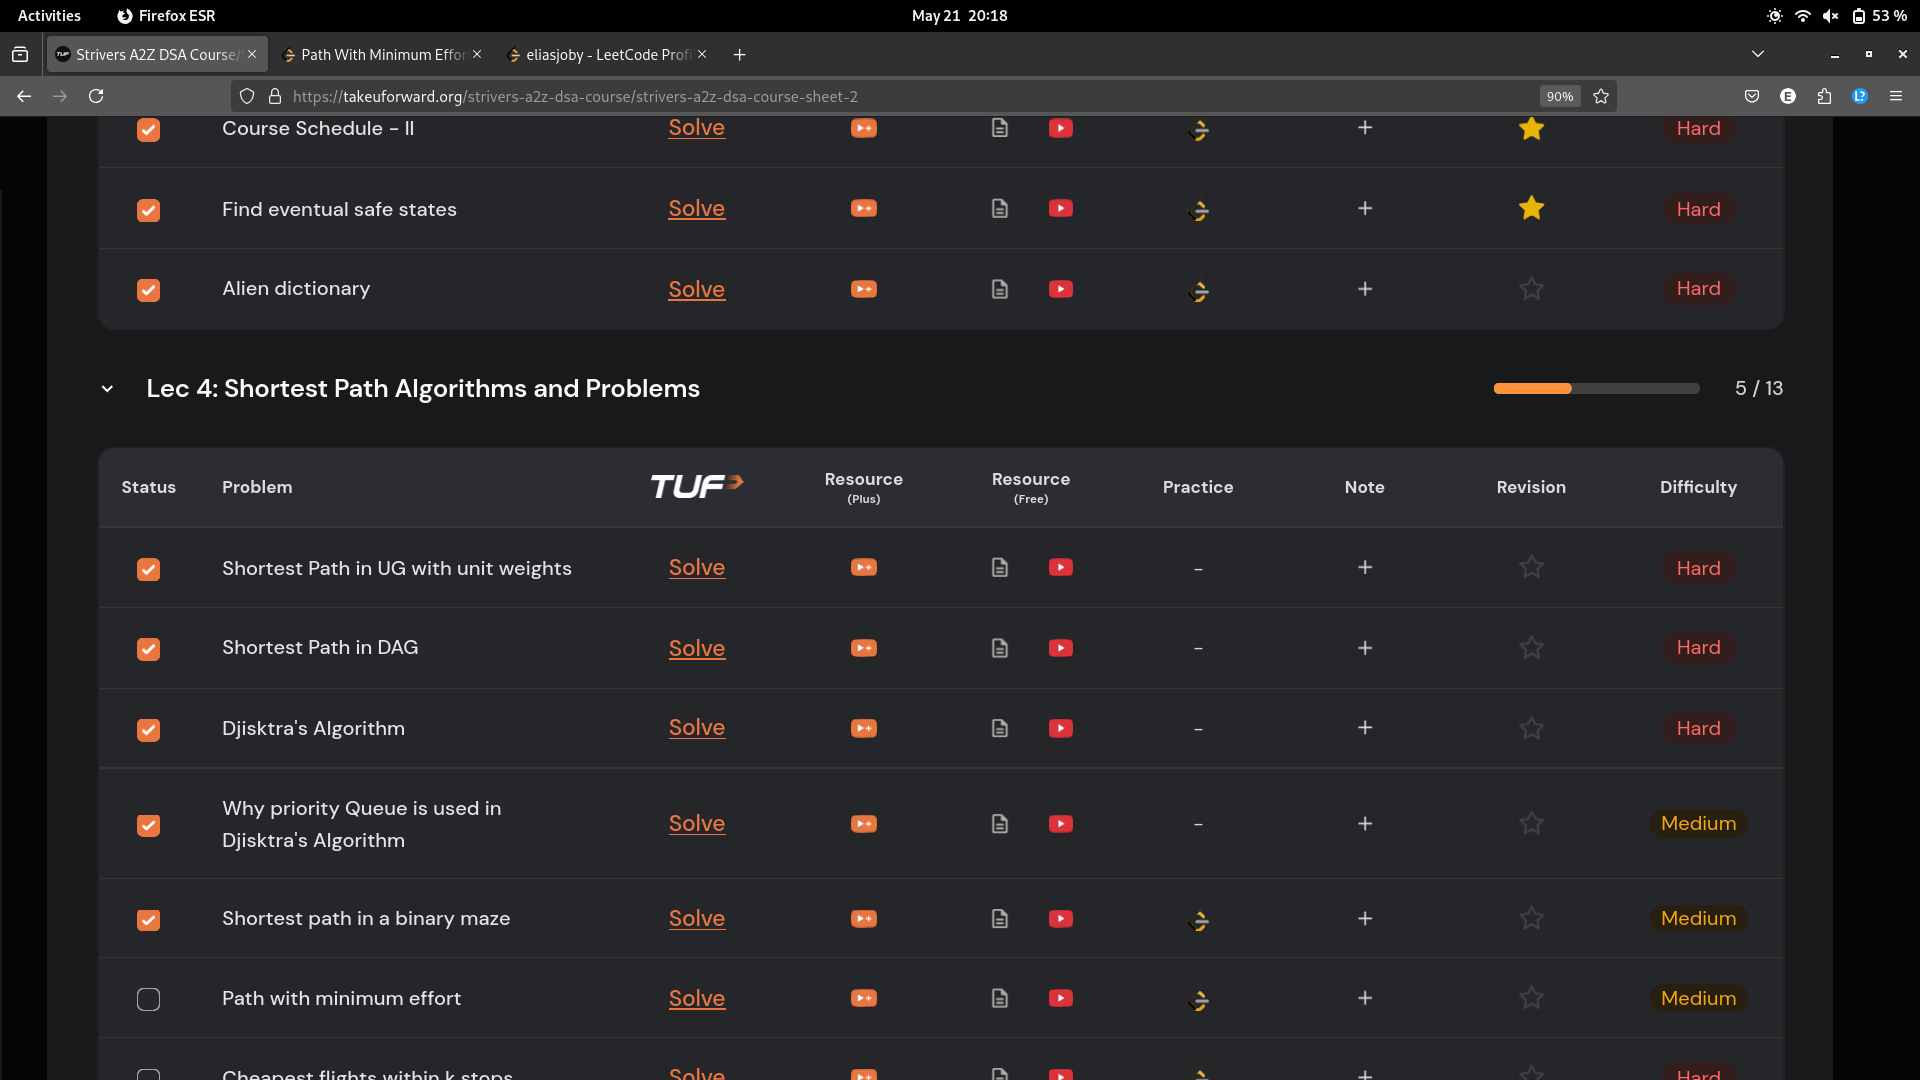 Activities Firefox ESR May 21 20:18 53 %
Strivers A2Z DSA Course/ Path With Minimum Effor eliasjoby - LeetCode Profi
https://takeuforward.org/strivers-a2z-dsa-course/strivers-a2z-dsa-course-sheet-2 90% E L?
Course Schedule - II Solve + Hard
Find eventual safe states Solve + Hard
Alien dictionary Solve + Hard
Lec 4: Shortest Path Algorithms and Problems 5 / 13
Status Problem TUF Resource (Plus) Resource (Free) Practice Note Revision Difficulty
Shortest Path in UG with unit weights Solve - + Hard
Shortest Path in DAG Solve - + Hard
Djisktra's Algorithm Solve - + Hard
Why priority Queue is used in
Djisktra's Algorithm Solve - + Medium
Shortest path in a binary maze Solve + Medium
Path with minimum effort Solve + Medium
Cheapest flights within k stops Solve + Hard